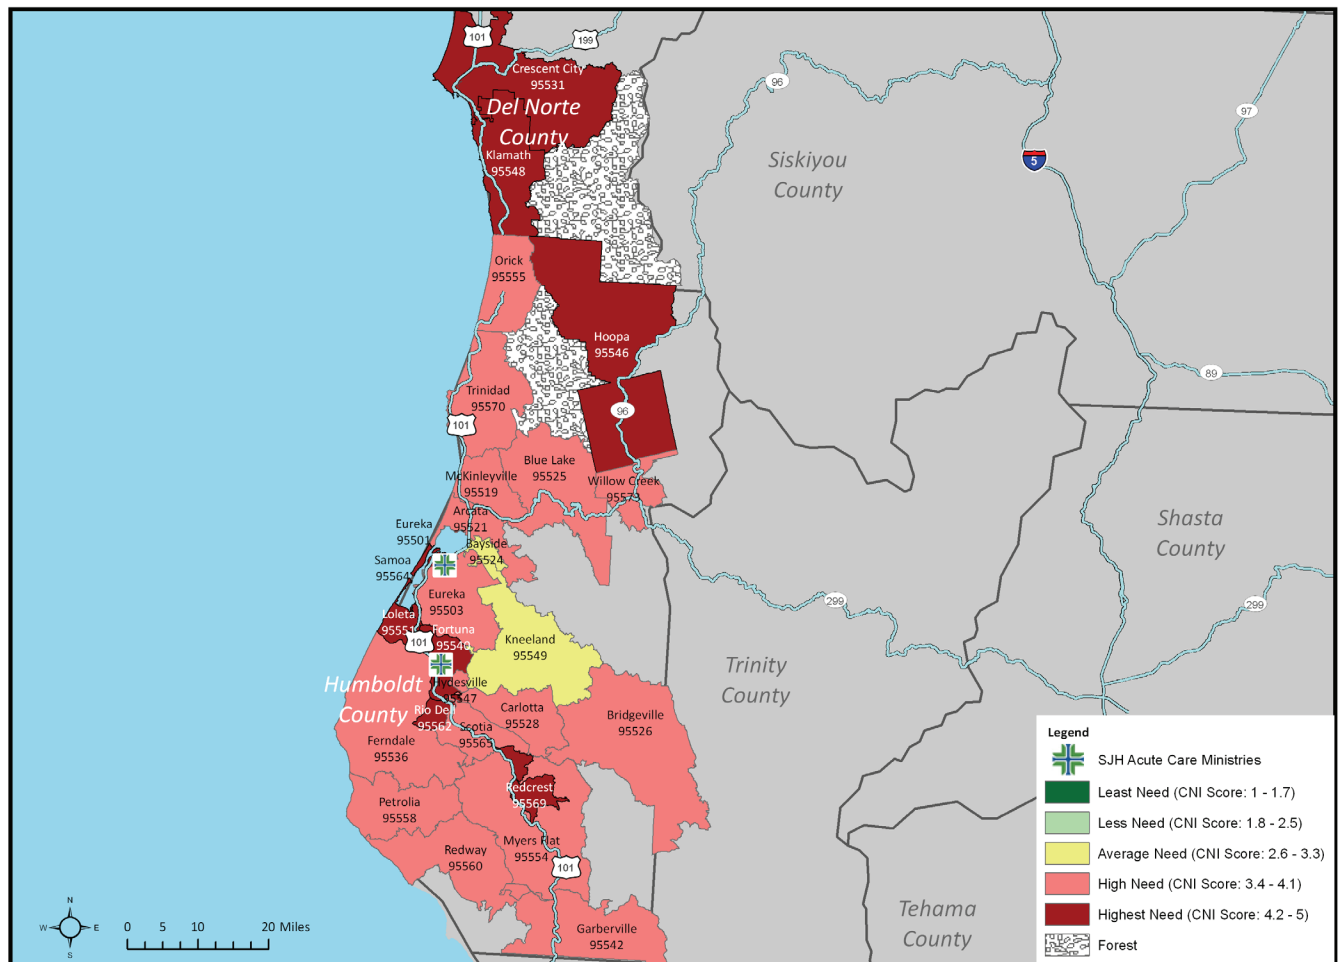 101
199
Crescent City
95531
96
Del Norte
County
97
Klamath
95548
5
Siskiyou
County
Orick
95555
Hoopa
95546
89
Trinidad
95570
96
101
Blue Lake
95525
McKinleyville
95519
Willow Creek
95573
Arcata
95521
Eureka
95501
Shasta
County
Bayside
95524
Samoa
95564
Eureka
95503
299
299
Loleta
95551
Fortuna
95540
101
Kneeland
95549
Trinity
County
Humboldt
County
Hydesville
95547
Rio Dell
95562
Carlotta
95528
Bridgeville
95526
Scotia
95565
Ferndale
95536
Redcrest
95569
Petrolia
95558
Myers Flat
95554
Redway
95560
101
Garberville
95542
Tehama
County
N
W E
S
0 5 10 20 Miles
Legend
SJH Acute Care Ministries
Least Need (CNI Score: 1 - 1.7)
Less Need (CNI Score: 1.8 - 2.5)
Average Need (CNI Score: 2.6 - 3.3)
High Need (CNI Score: 3.4 - 4.1)
Highest Need (CNI Score: 4.2 - 5)
Forest